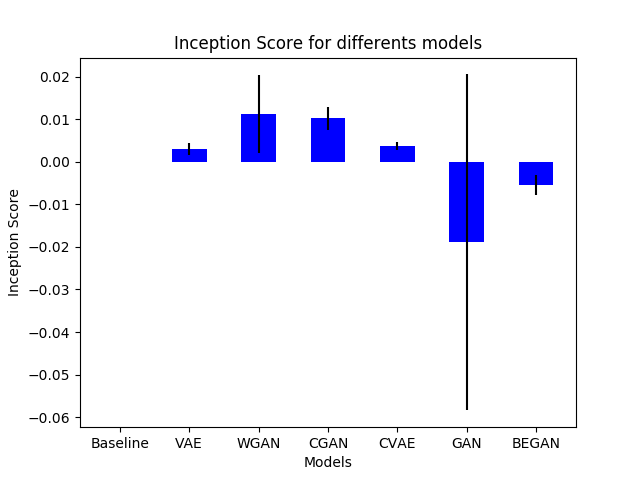 Inception Score for differents models
0.02
0.01
0.00
−0.01
−0.02
−0.03
−0.04
−0.05
−0.06
Inception Score
Baseline VAE WGAN CGAN CVAE GAN BEGAN
Models